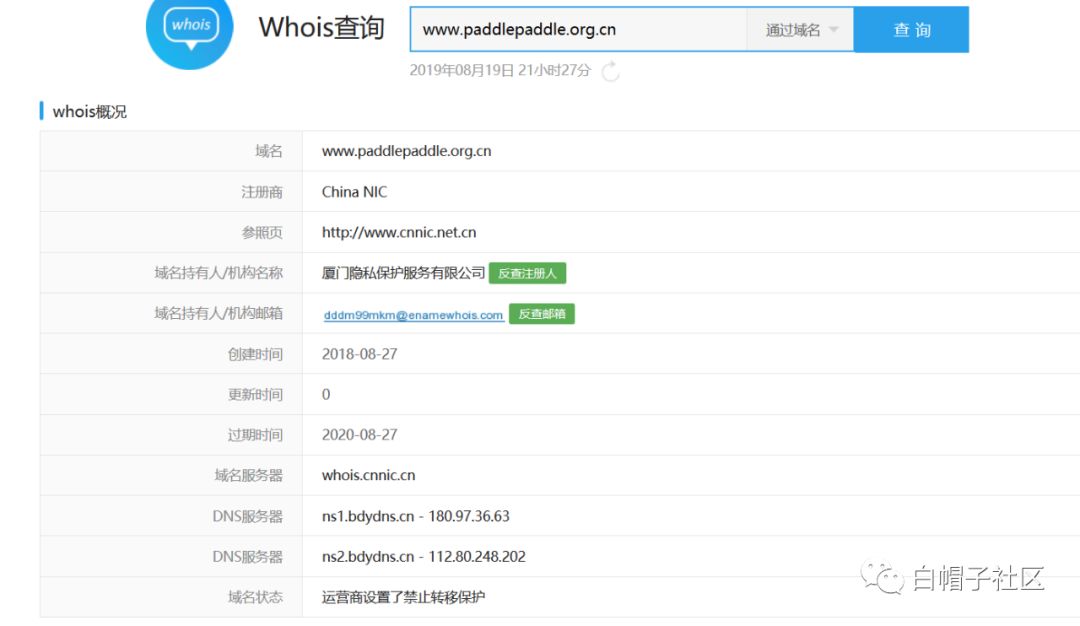 whois
Whois查询
www.paddlepaddle.org.cn 通过域名 查询
2019年08月19日 21小时27分
whois概况
域名 www.paddlepaddle.org.cn
注册商 China NIC
参照页 http://www.cnnic.net.cn
域名持有人/机构名称 厦门隐私保护服务有限公司 反查注册人
域名持有人/机构邮箱 dddm99mkm@enamewhois.com 反查邮箱
创建时间 2018-08-27
更新时间 0
过期时间 2020-08-27
域名服务器 whois.cnnic.cn
DNS服务器 ns1.bdydns.cn - 180.97.36.63
DNS服务器 ns2.bdydns.cn - 112.80.248.202
域名状态 运营商设置了禁止转移保护
白帽子社区